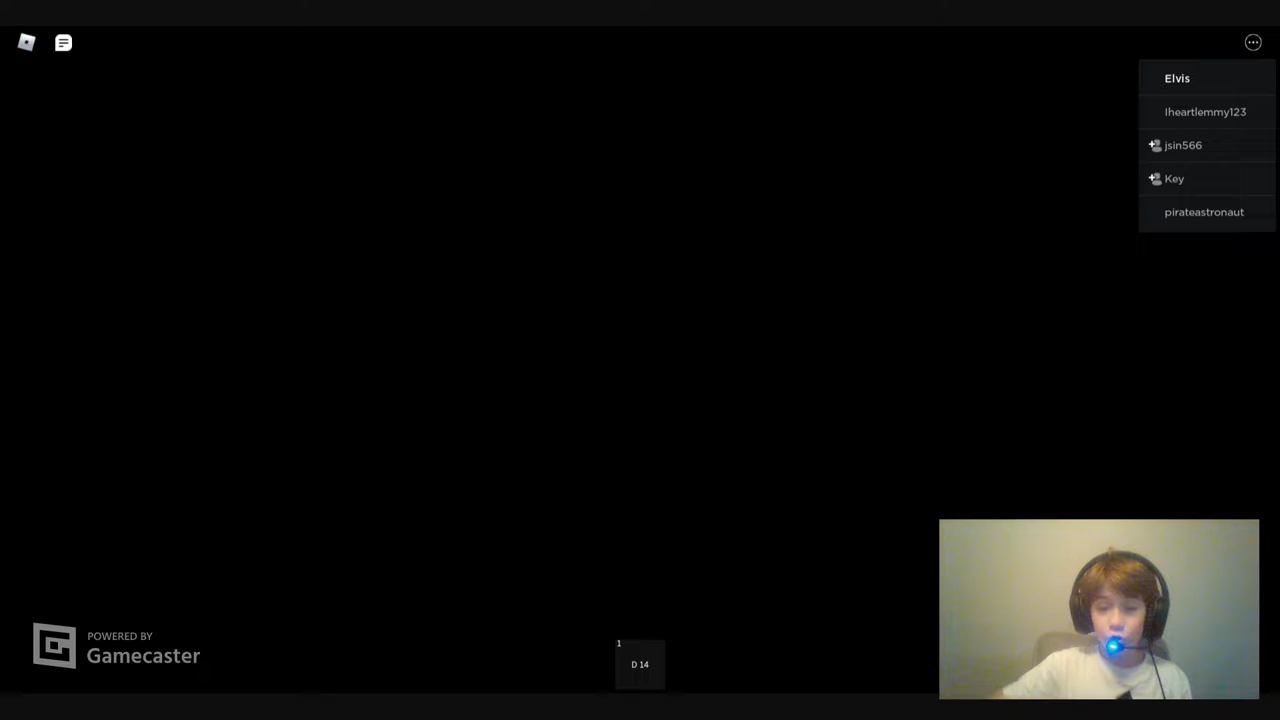 Elvis
Iheartlemmy123
jsin566
Key
pirateastronaut
POWERED BY
Gamecaster
1
D 14